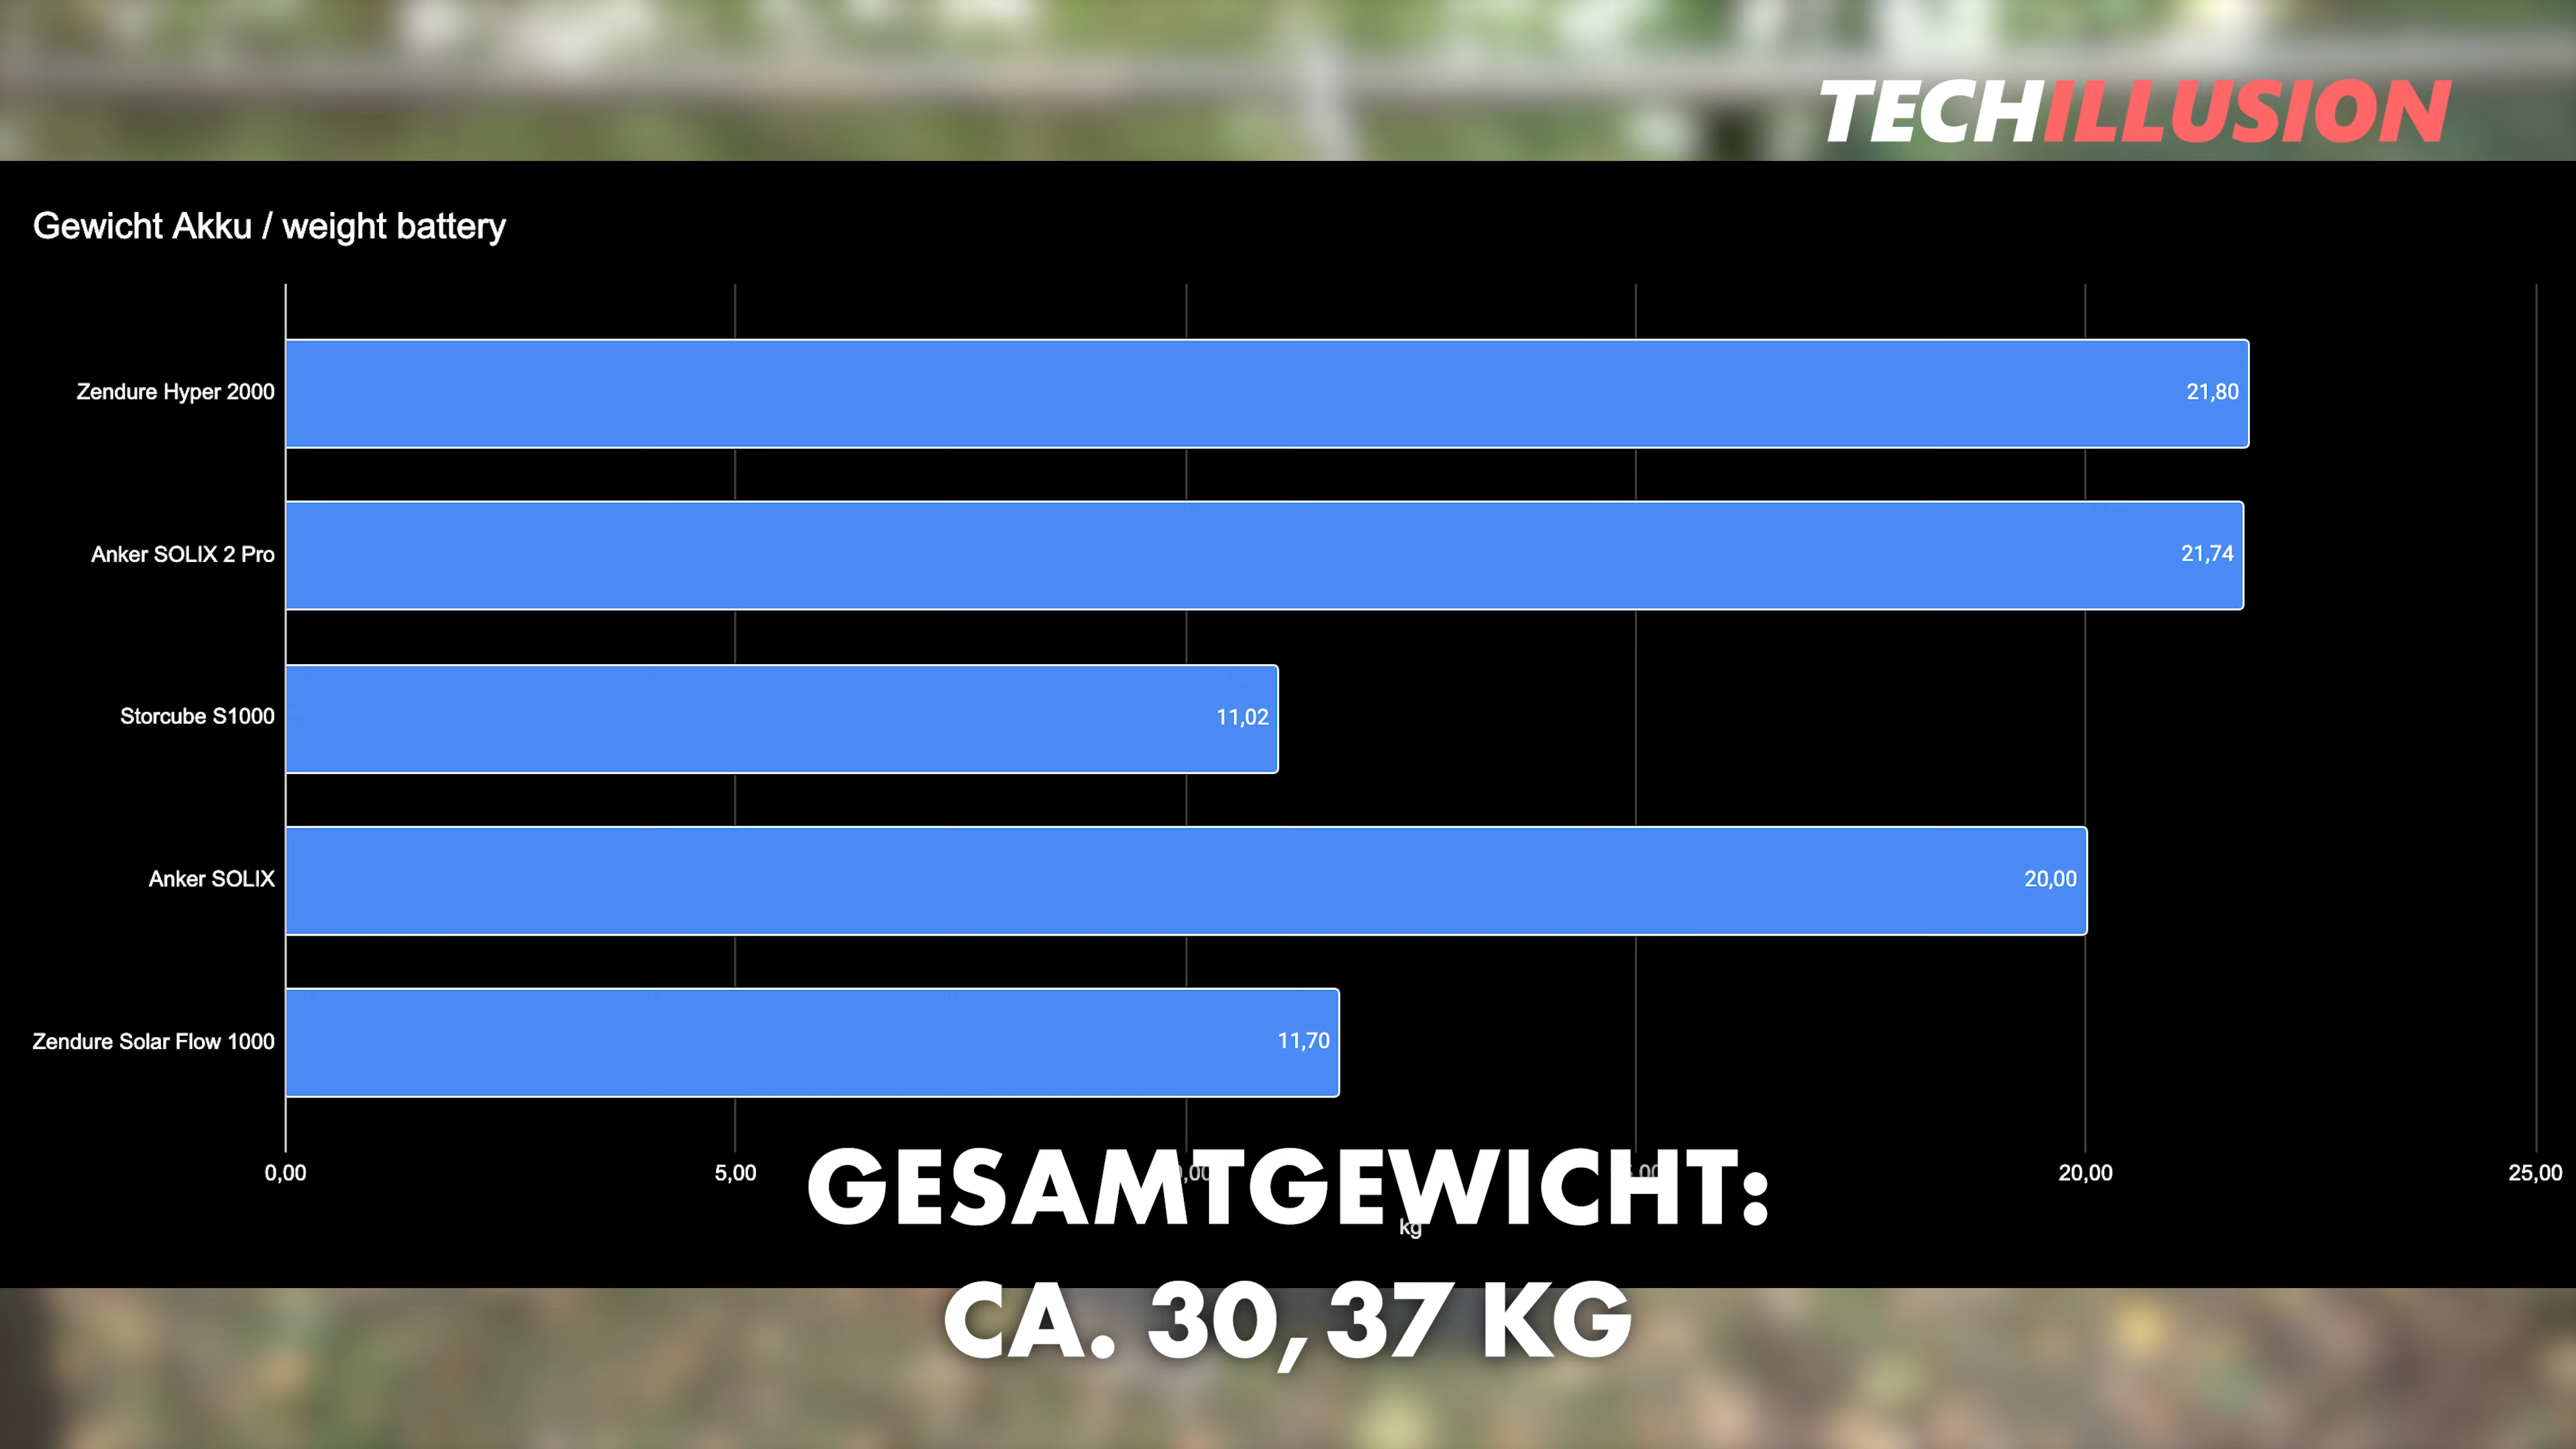 TECHILLUSION
Gewicht Akku / weight battery
Zendure Hyper 2000
21,80
Anker SOLIX 2 Pro
21,74
Storcube S1000
11,02
Anker SOLIX
20,00
Zendure Solar Flow 1000
11,70
0,00
5,00
20,00
25,00
kg
GESAMTGEWICHT:
CA. 30,37 KG